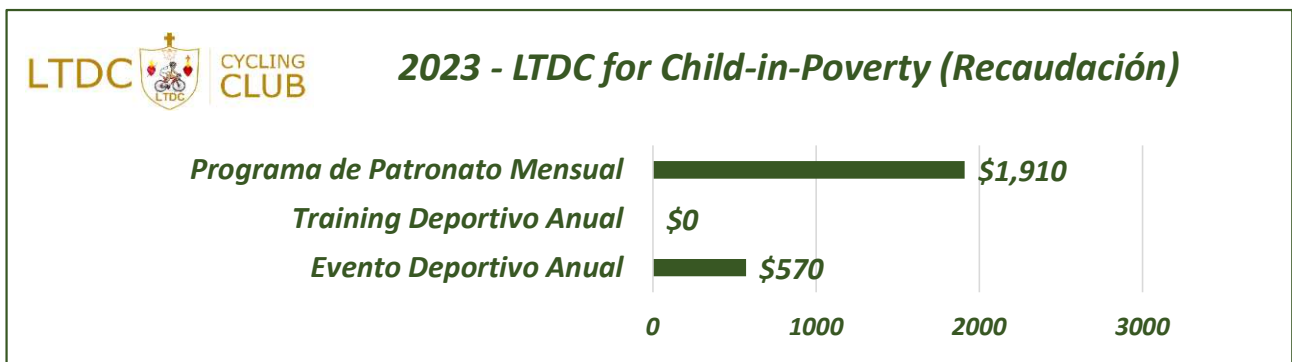 LTDC
LTDC
CYCLING
CLUB
2023 - LTDC for Child-in-Poverty (Recaudación)
Programa de Patronato Mensual
$1,910
Training Deportivo Anual
$0
Evento Deportivo Anual
$570
0 1000 2000 3000